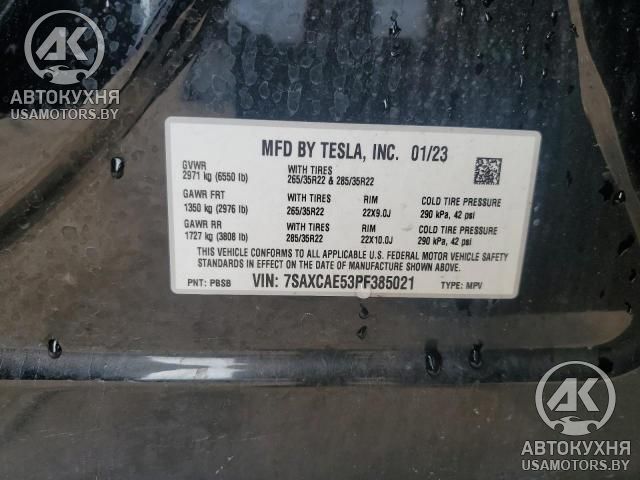 AK
АВТОКУХНЯ
USAMOTORS.BY
MFD BY TESLA, INC. 01/23
GVWR
2971 kg (6550 lb)
WITH TIRES
265/35R22 & 285/35R22
GAWR FRT
1350 kg (2976 lb)
WITH TIRES
265/35R22
RIM
22X9.0J
COLD TIRE PRESSURE
290 kPa, 42 psi
GAWR RR
1727 kg (3808 lb)
WITH TIRES
285/35R22
RIM
22X10.0J
COLD TIRE PRESSURE
290 kPa, 42 psi
THIS VEHICLE CONFORMS TO ALL APPLICABLE U.S. FEDERAL MOTOR VEHICLE SAFETY
STANDARDS IN EFFECT ON THE DATE OF MANUFACTURE SHOWN ABOVE.
PNT: PBSB VIN: 7SAXCAE53PF385021 TYPE: MPV
AK
АВТОКУХНЯ
USAMOTORS.BY